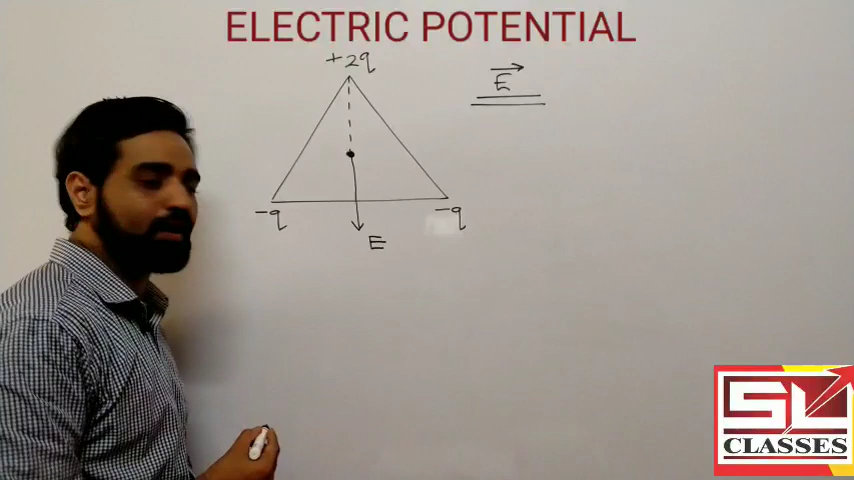 ELECTRIC POTENTIAL
+2q
E
-q
-q
E
SL
CLASSES